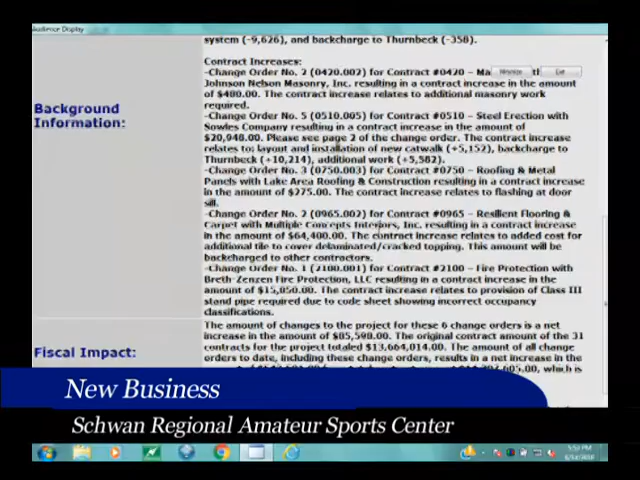 Audience Display
system (-9,626), and backcharge to Thurnbeck (-358).
Contract Increases:
-Change Order No. 2 (0420.002) for Contract #0420 - Ma
Johnson Nelson Masonry, Inc. resulting in a contract increase in the amount
of $480.00. The contract increase relates to additional masonry work
required.
-Change Order No. 5 (0510.005) for Contract #0510 - Steel Erection with
Sowles Company resulting in a contract increase in the amount of
$20,948.00. Please see page 2 of the change order. The contract increase
relates to: layout and installation of new catwalk (+5,152), backcharge to
Thurnbeck (+10,214), additional work (+5,582).
-Change Order No. 3 (0750.003) for Contract #0750 - Roofing & Metal
Panels with Lake Area Roofing & Construction resulting in a contract increase
in the amount of $275.00. The contract increase relates to flashing at door
sill.
-Change Order No. 2 (0965.002) for Contract #0965 - Resilient Flooring &
Carpet with Multiple Concepts Interiors, Inc. resulting in a contract increase
in the amount of $64,400.00. The contract increase relates to added cost for
additional tile to cover delaminated/cracked topping. This amount will be
backcharged to other contractors.
-Change Order No. 1 (2100.001) for Contract #2100 - Fire Protection with
Breth-Zenzen Fire Protection, LLC resulting in a contract increase in the
amount of $15,050.00. The contract increase relates to provision of Class III
stand pipe required due to code sheet showing incorrect occupancy
classifications.
Background
Information:
The amount of changes to the project for these 6 change orders is a net
increase in the amount of $85,598.00. The original contract amount of the 31
contracts for the project totaled $13,664,014.00. The amount of all change
orders to date, including these change orders, results in a net increase in the
which is
Fiscal Impact:
New Business
Schwan Regional Amateur Sports Center